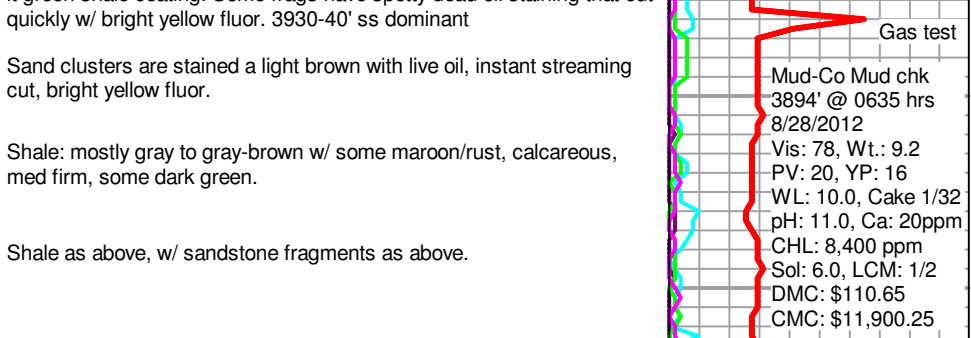 quickly w/ bright yellow fluor. 3930-40' ss dominant
Sand clusters are stained a light brown with live oil, instant streaming
cut, bright yellow fluor.
Shale: mostly gray to gray-brown w/ some maroon/rust, calcareous,
med firm, some dark green.
Shale as above, w/ sandstone fragments as above.
Gas test
Mud-Co Mud chk
3894' @ 0635 hrs
8/28/2012
Vis: 78, Wt.: 9.2
PV: 20, YP: 16
WL: 10.0, Cake 1/32
pH: 11.0, Ca: 20ppm
CHL: 8,400 ppm
Sol: 6.0, LCM: 1/2
DMC: $110.65
CMC: $11,900.25